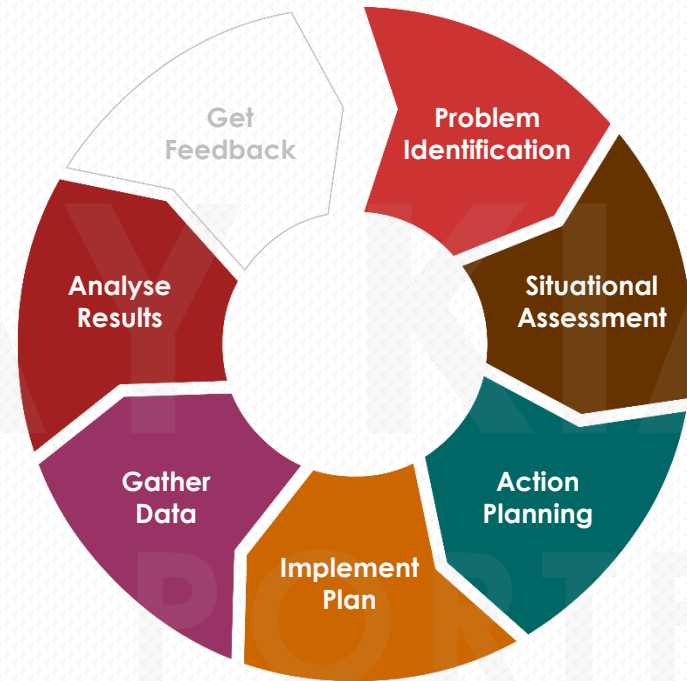 Problem
Identification
Situational
Assessment
Action
Planning
Implement
Plan
Gather
Data
Analyse
Results
Get
Feedback